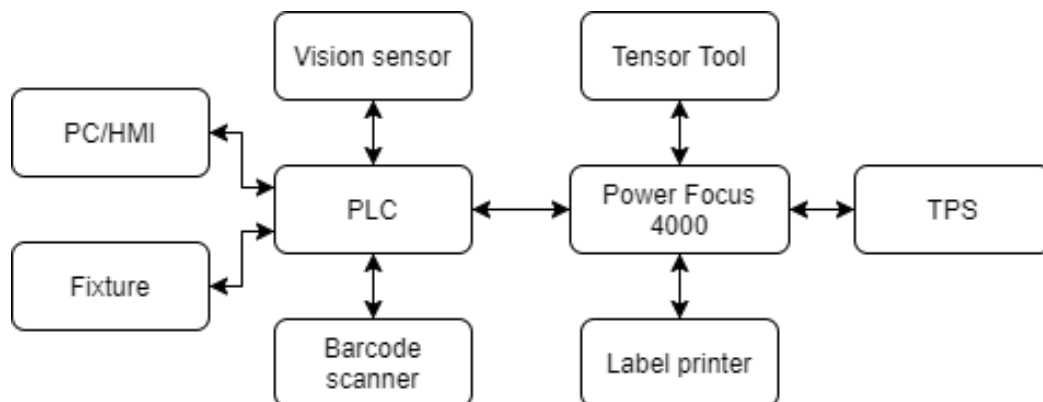 Vision sensor
Tensor Tool
PC/HMI
PLC
Power Focus
4000
TPS
Fixture
Barcode
scanner
Label printer